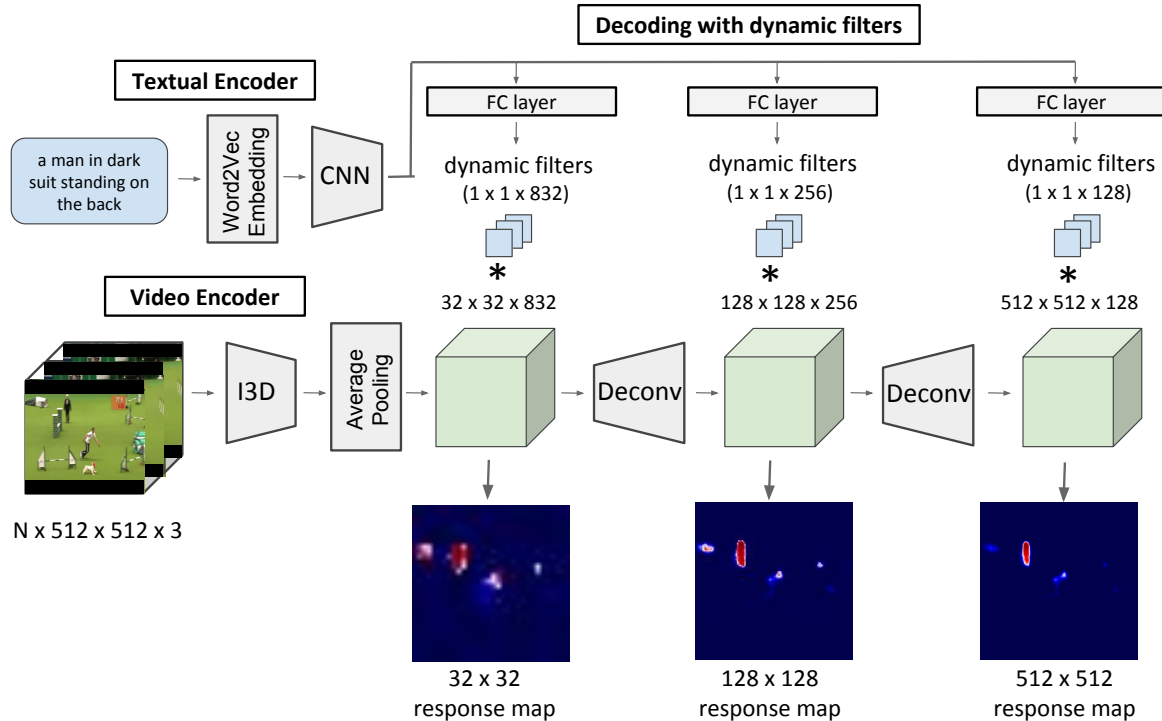 Decoding with dynamic filters
Textual Encoder
FC layer
FC layer
FC layer
a man in dark
suit standing on
the back
Word2Vec
Embedding
CNN
dynamic filters
(1 x 1 x 832)
dynamic filters
(1 x 1 x 256)
dynamic filters
(1 x 1 x 128)
*
*
*
Video Encoder
32 x 32 x 832
128 x 128 x 256
512 x 512 x 128
I3D
Average
Pooling
Deconv
Deconv
N x 512 x 512 x 3
32 x 32
response map
128 x 128
response map
512 x 512
response map